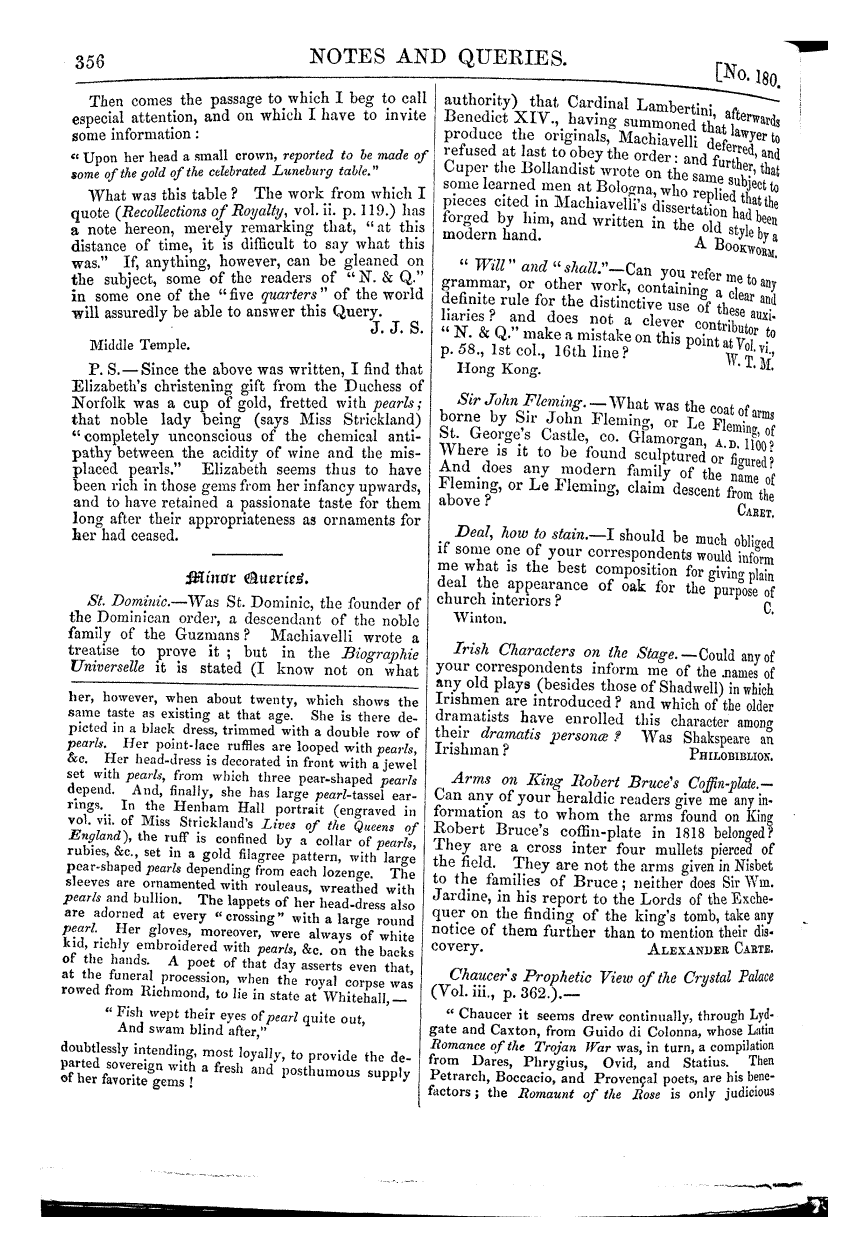 356 NOTES AND QUERIES. [No. 180.
Then comes the passage to which I beg to call
especial attention, and on which I have to invite
some information :
“ Upon her head a small crown, reported to be made of
some of the gold of the celebrated Luneburg table.”
What was this table ? The work from which I
quote (Recollections of Royalty, vol. ii. p. 119.) has
a note hereon, merely remarking that, “at this
distance of time, it is difficult to say what this
was.” If, anything, however, can be gleaned on
the subject, some of the readers of “N. & Q.”
in some one of the “five quarters” of the world
will assuredly be able to answer this Query.
J. J. S.
Middle Temple.
P. S.—Since the above was written, I find that
Elizabeth's christening gift from the Duchess of
Norfolk was a cup of gold, fretted with pearls;
that noble lady being (says Miss Strickland)
“completely unconscious of the chemical anti-
pathy between the acidity of wine and the mis-
placed pearls.” Elizabeth seems thus to have
been rich in those gems from her infancy upwards,
and to have retained a passionate taste for them
long after their appropriateness as ornaments for
her had ceased.
Minor Queries.
St. Dominic.—Was St. Dominic, the founder of
the Dominican order, a descendant of the noble
family of the Guzmans ? Machiavelli wrote a
treatise to prove it ; but in the Biographie
Universelle it is stated (I know not on what
her, however, when about twenty, which shows the
same taste as existing at that age. She is there de-
picted in a black dress, trimmed with a double row of
pearls. Her point-lace ruffles are looped with pearls,
&c. Her head-dress is decorated in front with a jewel
set with pearls, from which three pear-shaped pearls
depend. And, finally, she has large pearl-tassel ear-
rings. In the Henham Hall portrait (engraved in
vol. vii. of Miss Strickland's Lives of the Queens of
England), the ruff is confined by a collar of pearls,
rubies, &c., set in a gold filagree pattern, with large
pear-shaped pearls depending from each lozenge. The
sleeves are ornamented with rouleaus, wreathed with
pearls and bullion. The lappets of her head-dress also
are adorned at every “crossing” with a large round
pearl. Her gloves, moreover, were always of white
kid, richly embroidered with pearls, &c. on the backs
of the hands. A poet of that day asserts even that,
at the funeral procession, when the royal corpse was
rowed from Richmond, to lie in state at Whitehall,—
“ Fish wept their eyes of pearl quite out,
And swam blind after,”
doubtlessly intending, most loyally, to provide the de-
parted sovereign with a fresh and posthumous supply
of her favorite gems !
authority) that Cardinal Lambertini, afterwards
Benedict XIV., having summoned that lawyer to
produce the originals, Machiavelli deferred, and
refused at last to obey the order : and further, that
Cuper the Bollandist wrote on the same subject to
some learned men at Bologna, who replied that the
pieces cited in Machiavelli's dissertation had been
forged by him, and written in the old style by a
modern hand. A BOOKWORM.
“ Will” and “shall.”—Can you refer me to any
grammar, or other work, containing a clear and
definite rule for the distinctive use of these auxi-
liaries ? and does not a clever contributor to
“N. & Q.” make a mistake on this point at Vol. vi.,
p. 58., 1st col., 16th line ? W. T. M.
Hong Kong.
Sir John Fleming.—What was the coat of arms
borne by Sir John Fleming, or Le Fleming, of
St. George's Castle, co. Glamorgan, A.D. 1100 ?
Where is it to be found sculptured or figured ?
And does any modern family of the name of
Fleming, or Le Fleming, claim descent from the
above ? CARET.
Deal, how to stain.—I should be much obliged
if some one of your correspondents would inform
me what is the best composition for giving plain
deal the appearance of oak for the purpose of
church interiors ? C.
Winton.
Irish Characters on the Stage.—Could any of
your correspondents inform me of the names of
any old plays (besides those of Shadwell) in which
Irishmen are introduced ? and which of the older
dramatists have enrolled this character among
their dramatis personæ ? Was Shakspeare an
Irishman ? PHILOBIBLION.
Arms on King Robert Bruce's Coffin-plate.—
Can any of your heraldic readers give me any in-
formation as to whom the arms found on King
Robert Bruce's coffin-plate in 1818 belonged ?
They are a cross inter four mullets pierced of
the field. They are not the arms given in Nisbet
to the families of Bruce ; neither does Sir Wm.
Jardine, in his report to the Lords of the Exche-
quer on the finding of the king's tomb, take any
notice of them further than to mention their dis-
covery. ALEXANDER CARTE.
Chaucer's Prophetic View of the Crystal Palace
(Vol. iii., p. 362.).—
“ Chaucer it seems drew continually, through Lyd-
gate and Caxton, from Guido di Colonna, whose Latin
Romance of the Trojan War was, in turn, a compilation
from Dares, Phrygius, Ovid, and Statius. Then
Petrarch, Boccacio, and Provençal poets, are his bene-
factors ; the Romaunt of the Rose is only judicious